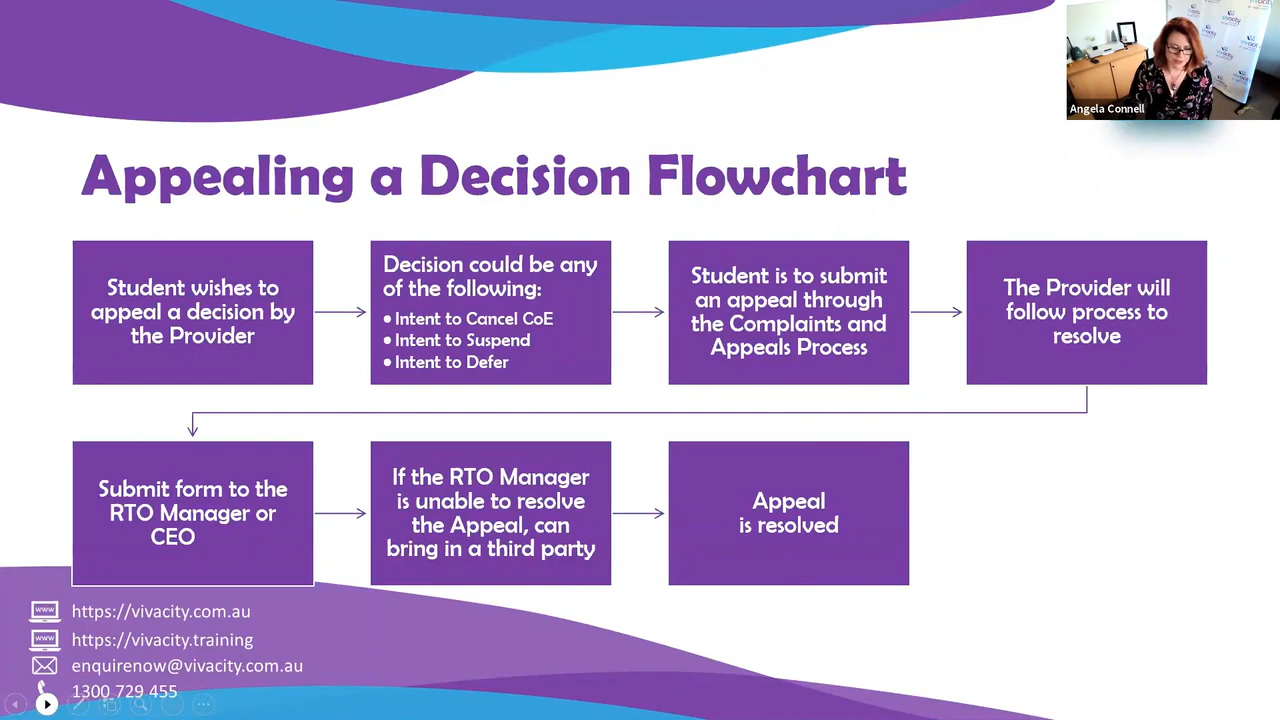 Angela Connell
Appealing a Decision Flowchart
Student wishes to
appeal a decision by
the Provider
Decision could be any
of the following:
• Intent to Cancel CoE
• Intent to Suspend
• Intent to Defer
Student is to submit
an appeal through
the Complaints and
Appeals Process
The Provider will
follow process to
resolve
Submit form to the
RTO Manager or
CEO
If the RTO Manager
is unable to resolve
the Appeal, can
bring in a third party
Appeal
is resolved
www https://vivacity.com.au
www https://vivacity.training
enquirenow@vivacity.com.au
1300 729 455